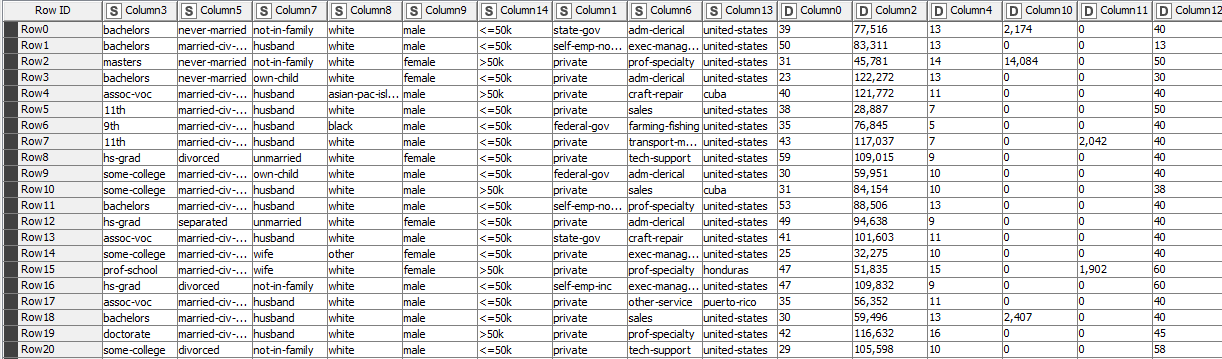 Row ID S Column3 S Column5 S Column7 S Column8 S Column9 S Column14 S Column1 S Column6 S Column13 D Column0 D Column2 D Column4 D Column10 D Column11 D Column12
Row0 bachelors never-married not-in-family white male <=50k state-gov adm-clerical united-states 39 77,516 13 2,174 0 40
Row1 bachelors married-civ-... husband white male <=50k self-emp-no... exec-manag... united-states 50 83,311 13 0 0 13
Row2 masters never-married not-in-family white female >50k private prof-specialty united-states 31 45,781 14 14,084 0 50
Row3 bachelors never-married own-child white female <=50k private adm-clerical united-states 23 122,272 13 0 0 30
Row4 assoc-voc married-civ-... husband asian-pac-isl... male >50k private craft-repair cuba 40 121,772 11 0 0 40
Row5 11th married-civ-... husband white male <=50k private sales united-states 38 28,887 7 0 0 50
Row6 9th married-civ-... husband black male <=50k federal-gov farming-fishing united-states 35 76,845 5 0 0 40
Row7 11th married-civ-... husband white male <=50k private transport-m... united-states 43 117,037 7 0 2,042 40
Row8 hs-grad divorced unmarried white female <=50k private tech-support united-states 59 109,015 9 0 0 40
Row9 some-college married-civ-... own-child white male <=50k federal-gov adm-clerical united-states 30 59,951 10 0 0 40
Row10 some-college married-civ-... husband white male >50k private sales cuba 31 84,154 10 0 0 38
Row11 bachelors married-civ-... husband white male <=50k self-emp-no... prof-specialty united-states 53 88,506 13 0 0 40
Row12 hs-grad separated unmarried white female <=50k private adm-clerical united-states 49 94,638 9 0 0 40
Row13 assoc-voc married-civ-... husband white male <=50k state-gov craft-repair united-states 41 101,603 11 0 0 40
Row14 some-college married-civ-... wife other female <=50k private exec-manag... united-states 25 32,275 10 0 0 40
Row15 prof-school married-civ-... wife white female >50k private prof-specialty honduras 47 51,835 15 0 1,902 60
Row16 hs-grad divorced not-in-family white male <=50k self-emp-inc exec-manag... united-states 47 109,832 9 0 0 60
Row17 assoc-voc married-civ-... husband white male <=50k private other-service puerto-rico 35 56,352 11 0 0 40
Row18 bachelors married-civ-... husband white male <=50k private sales united-states 30 59,496 13 2,407 0 40
Row19 doctorate married-civ-... husband white male >50k private prof-specialty united-states 42 116,632 16 0 0 45
Row20 some-college divorced not-in-family white male <=50k private tech-support united-states 29 105,598 10 0 0 58